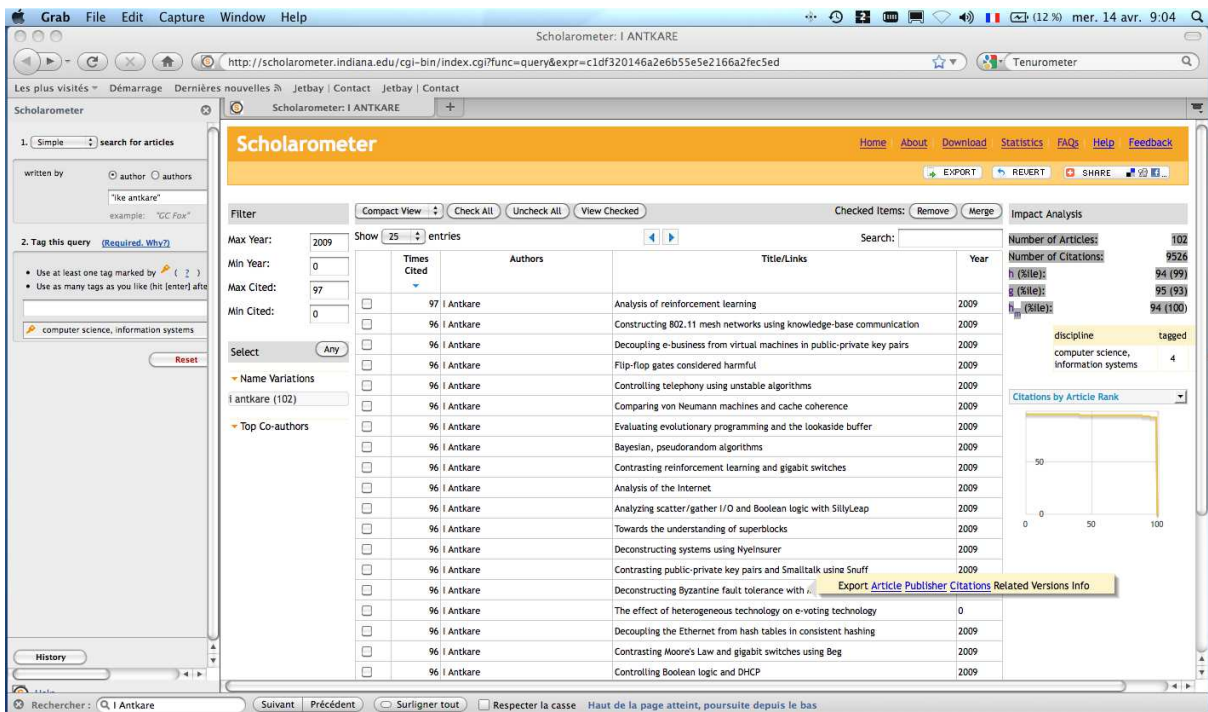 Grab File Edit Capture Window Help (12 %) mer. 14 avr. 9:04
Scholarometer: I ANTKARE
http://scholarometer.indiana.edu/cgi-bin/index.cgi?func=query&expr=c1df320146a2e6b55e5e2166a2fec5ed Tenurometer
Les plus visités Démarrage Dernières nouvelles Jetbay | Contact Jetbay | Contact
Scholarometer Scholarometer: I ANTKARE +
1. Simple search for articles
written by author authors
"ike antkare"
example: "GC Fox"
2. Tag this query (Required. Why?)
• Use at least one tag marked by ( ? )
• Use as many tags as you like (hit [enter] afte
computer science, information systems
Reset
History
Scholarometer
Home About Download Statistics FAQs Help Feedback
EXPORT REVERT SHARE
Filter
Max Year: 2009
Min Year: 0
Max Cited: 97
Min Cited: 0
Select Any
Name Variations
i antkare (102)
Top Co-authors
Compact View Check All Uncheck All View Checked Checked Items: Remove Merge
Show 25 entries Search:
Times Cited Authors Title/Links Year
97 I Antkare Analysis of reinforcement learning 2009
96 I Antkare Constructing 802.11 mesh networks using knowledge-base communication 2009
96 I Antkare Decoupling e-business from virtual machines in public-private key pairs 2009
96 I Antkare Flip-flop gates considered harmful 2009
96 I Antkare Controlling telephony using unstable algorithms 2009
96 I Antkare Comparing von Neumann machines and cache coherence 2009
96 I Antkare Evaluating evolutionary programming and the lookaside buffer 2009
96 I Antkare Bayesian, pseudorandom algorithms 2009
96 I Antkare Contrasting reinforcement learning and gigabit switches 2009
96 I Antkare Analysis of the Internet 2009
96 I Antkare Analyzing scatter/gather I/O and Boolean logic with SillyLeap 2009
96 I Antkare Towards the understanding of superblocks 2009
96 I Antkare Deconstructing systems using NyeInsurer 2009
96 I Antkare Contrasting public-private key pairs and Smalltalk using Snuff 2009
96 I Antkare Deconstructing Byzantine fault tolerance with
Export Article Publisher Citations Related Versions Info
96 I Antkare The effect of heterogeneous technology on e-voting technology 0
96 I Antkare Decoupling the Ethernet from hash tables in consistent hashing 2009
96 I Antkare Contrasting Moore's Law and gigabit switches using Beg 2009
96 I Antkare Controlling Boolean logic and DHCP 2009
Impact Analysis
Number of Articles: 102
Number of Citations: 9526
h (%ile): 94 (99)
g (%ile): 95 (93)
h_m (%ile): 94 (100)
discipline tagged
computer science, information systems 4
Citations by Article Rank
50
0
0 50 100
Rechercher : I Antkare Suivant Précédent Surligner tout Respecter la casse Haut de la page atteint, poursuite depuis le bas